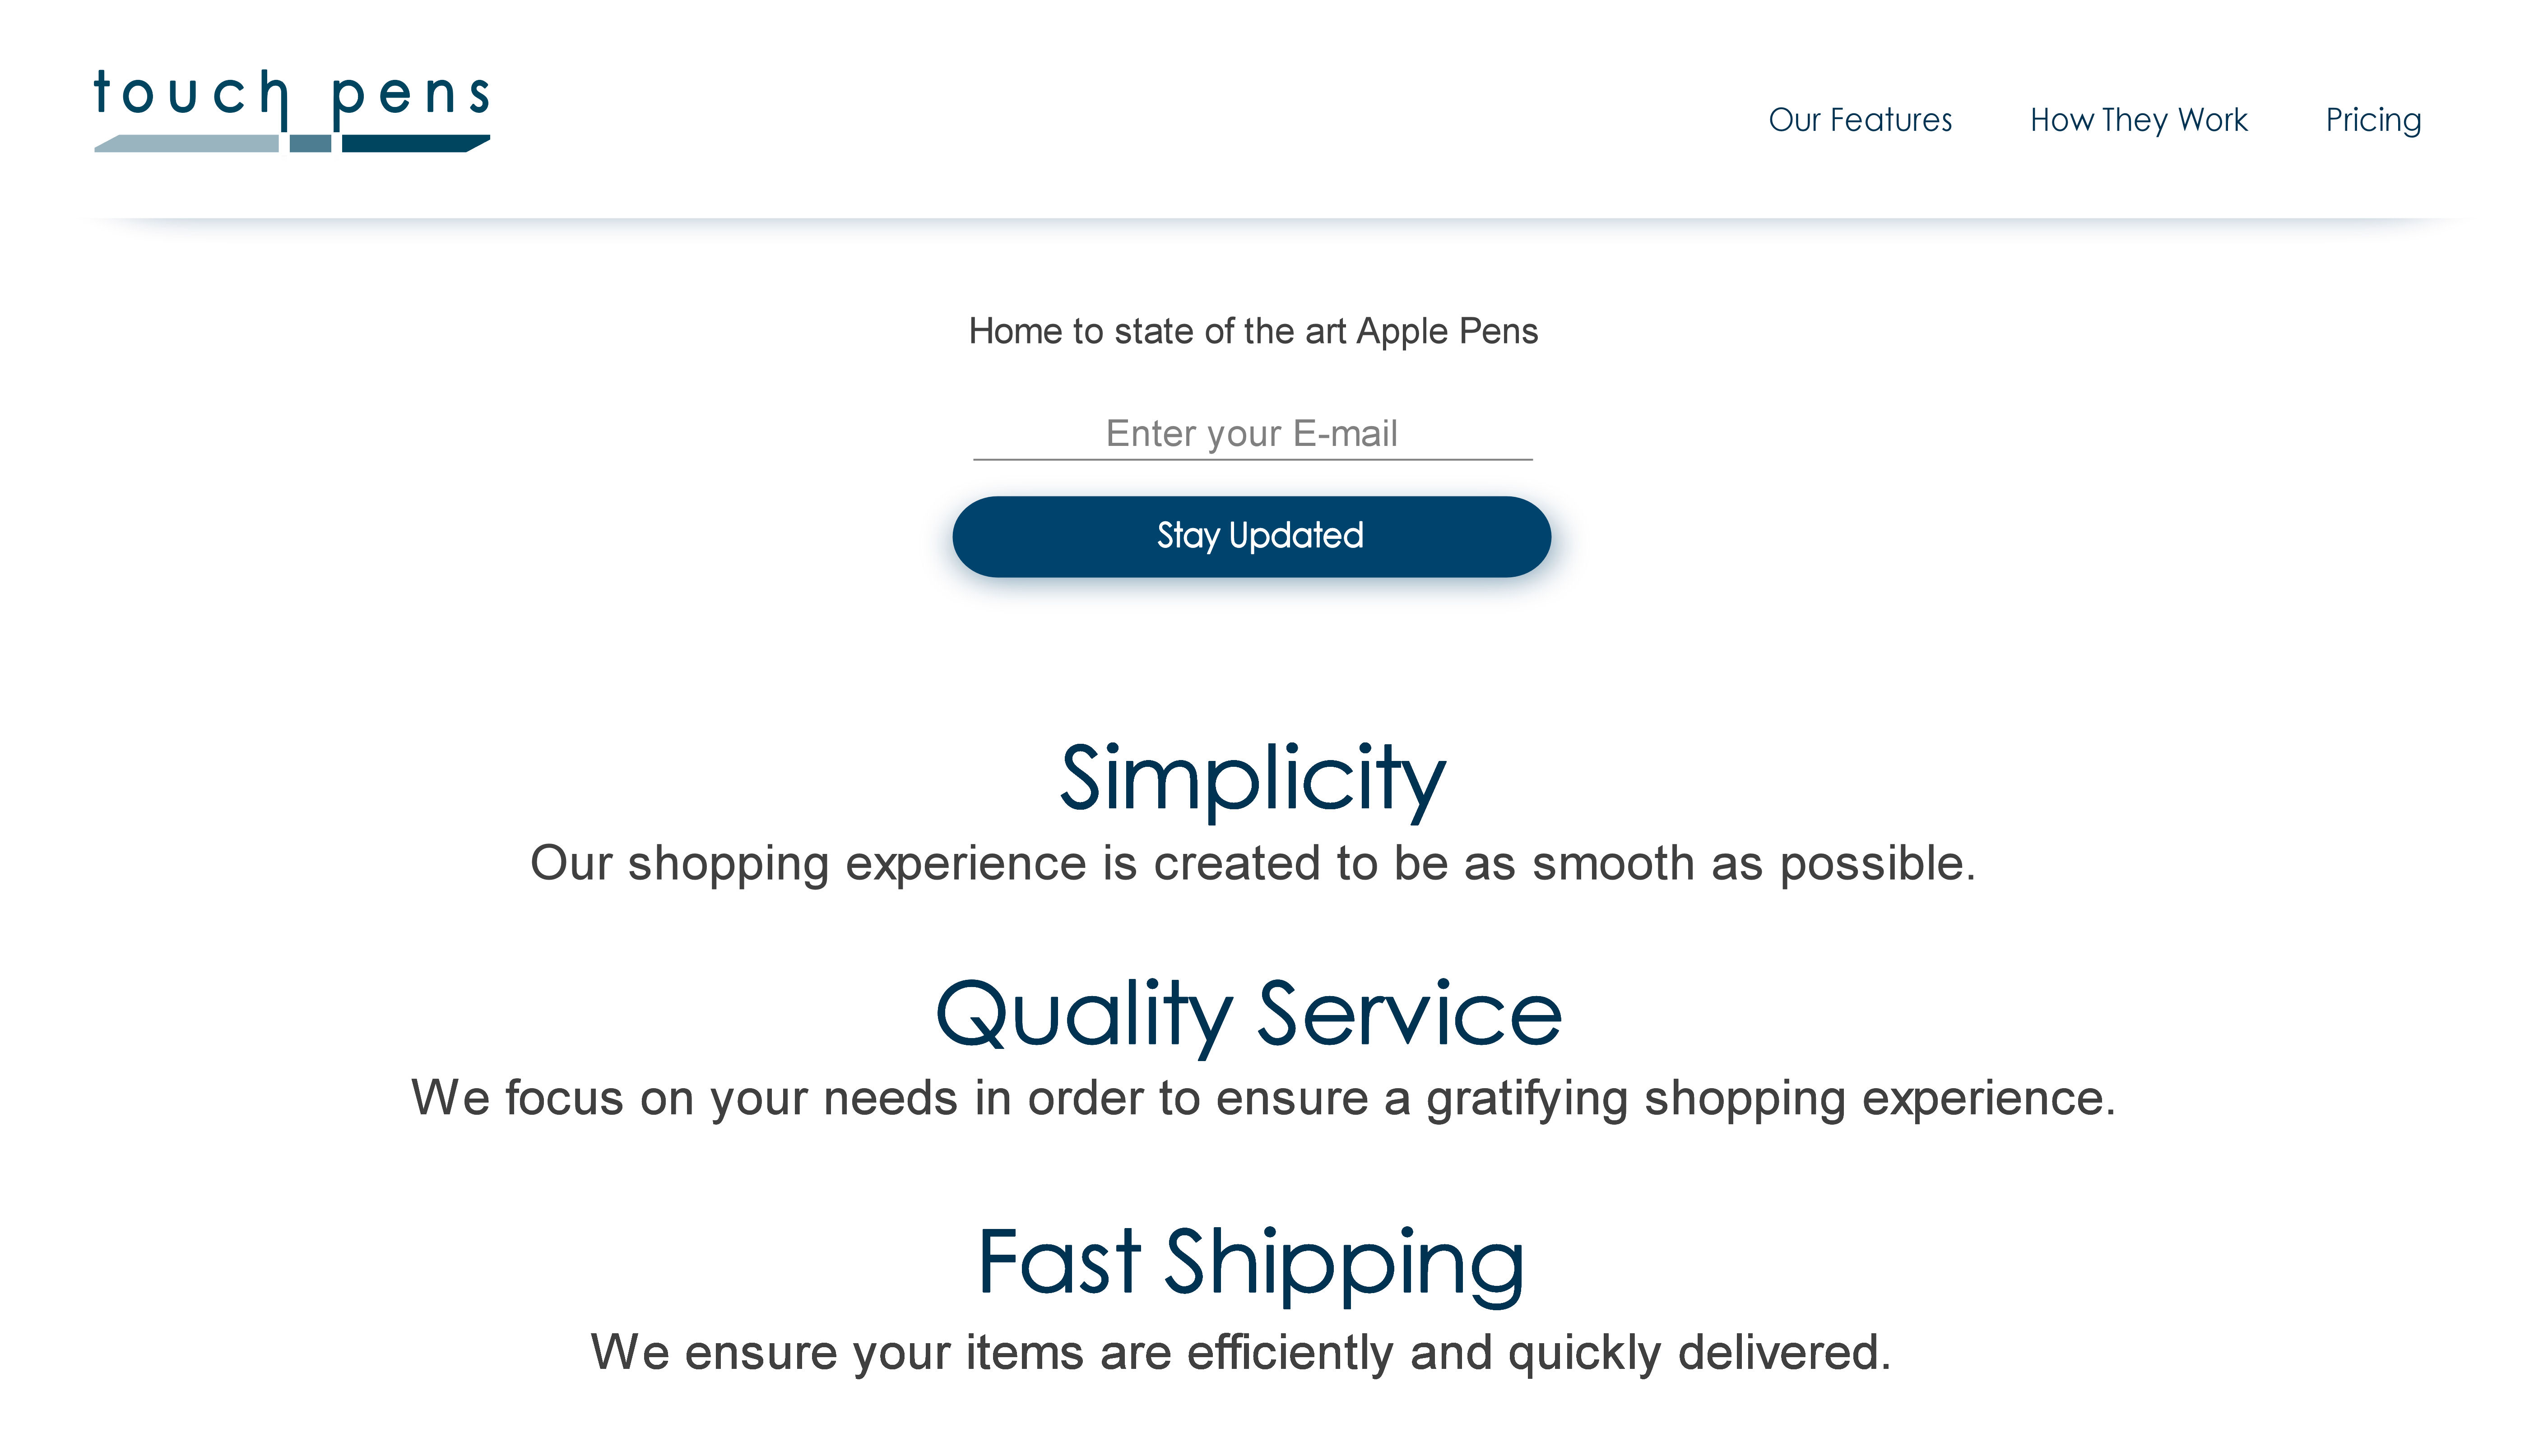 touch pens
Our Features
How They Work
Pricing
Home to state of the art Apple Pens
Enter your E-mail
Stay Updated
Simplicity
Our shopping experience is created to be as smooth as possible.
Quality Service
We focus on your needs in order to ensure a gratifying shopping experience.
Fast Shipping
We ensure your items are efficiently and quickly delivered.